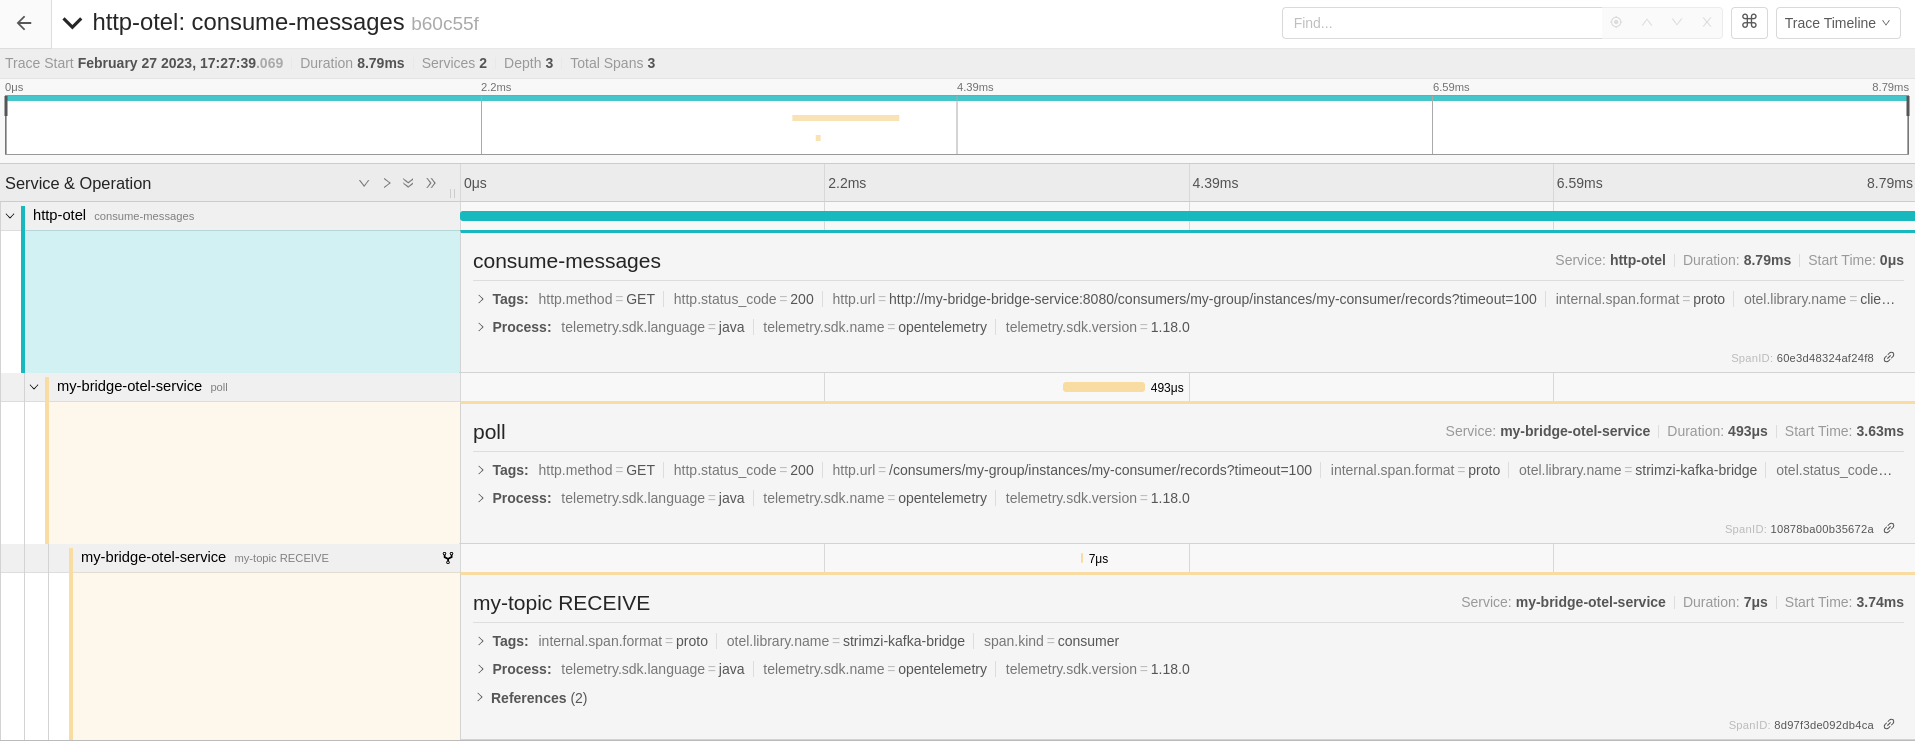 http-otel: consume-messages b60c55f Find... Trace Timeline
Trace Start February 27 2023, 17:27:39.069 Duration 8.79ms Services 2 Depth 3 Total Spans 3
0μs 2.2ms 4.39ms 6.59ms 8.79ms
Service & Operation 0μs 2.2ms 4.39ms 6.59ms 8.79ms
http-otel consume-messages
consume-messages Service: http-otel Duration: 8.79ms Start Time: 0μs
Tags: http.method = GET http.status_code = 200 http.url = http://my-bridge-bridge-service:8080/consumers/my-group/instances/my-consumer/records?timeout=100 internal.span.format = proto otel.library.name = clie…
Process: telemetry.sdk.language = java telemetry.sdk.name = opentelemetry telemetry.sdk.version = 1.18.0
SpanID: 60e3d48324af24f8
my-bridge-otel-service poll 493μs
poll Service: my-bridge-otel-service Duration: 493μs Start Time: 3.63ms
Tags: http.method = GET http.status_code = 200 http.url = /consumers/my-group/instances/my-consumer/records?timeout=100 internal.span.format = proto otel.library.name = strimzi-kafka-bridge otel.status_code…
Process: telemetry.sdk.language = java telemetry.sdk.name = opentelemetry telemetry.sdk.version = 1.18.0
SpanID: 10878ba00b35672a
my-bridge-otel-service my-topic RECEIVE 7μs
my-topic RECEIVE Service: my-bridge-otel-service Duration: 7μs Start Time: 3.74ms
Tags: internal.span.format = proto otel.library.name = strimzi-kafka-bridge span.kind = consumer
Process: telemetry.sdk.language = java telemetry.sdk.name = opentelemetry telemetry.sdk.version = 1.18.0
References (2)
SpanID: 8d97f3de092db4ca